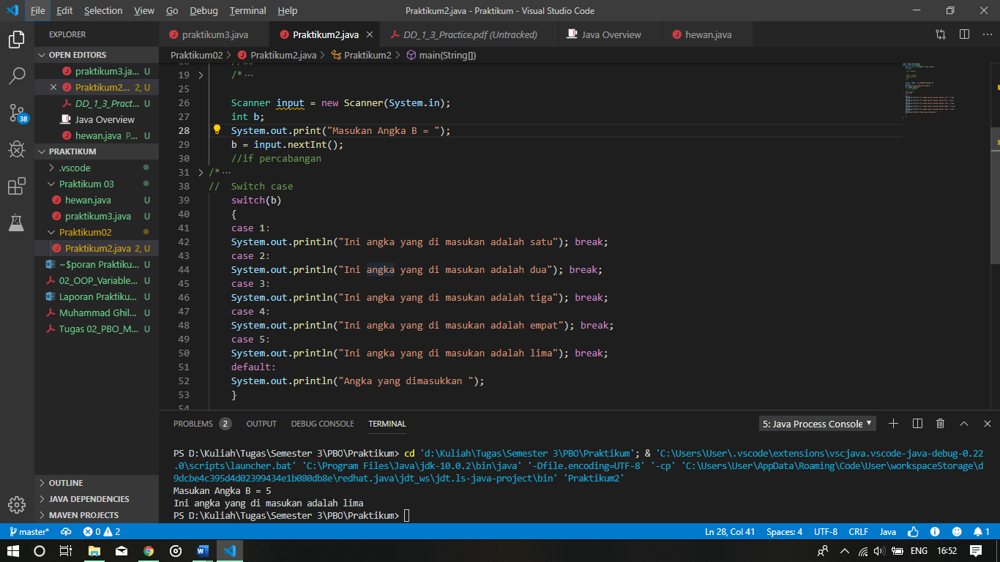 File Edit Selection View Go Debug Terminal Help Praktikum2.java - Praktikum - Visual Studio Code
EXPLORER
praktikum3.java Praktikum2.java DD_1_3_Practice.pdf (Untracked) Java Overview hewan.java
OPEN EDITORS
praktikum3.ja... U
Praktikum2... 2, U
DD_1_3_Pract... U
Java Overview
hewan.java P... U
PRAKTIKUM
.vscode
Praktikum 03
hewan.java U
praktikum3.java U
Praktikum02
Praktikum2.java 2, U
~$poran Praktiku... U
02_OOP_Variable... U
Laporan Praktiku... U
Muhammad Ghil... U
Tugas 02_PBO_M... U
OUTLINE
JAVA DEPENDENCIES
MAVEN PROJECTS
38
Praktikum02 > Praktikum2.java > Praktikum2 > main(String[])
19 /* ...
25
26 Scanner input = new Scanner(System.in);
27 int b;
28 System.out.print("Masukan Angka B = ");
29 b = input.nextInt();
30 //if percabangan
31 /* ...
38 // Switch case
39 switch(b)
40 {
41 case 1:
42 System.out.println("Ini angka yang di masukan adalah satu"); break;
43 case 2:
44 System.out.println("Ini angka yang di masukan adalah dua"); break;
45 case 3:
46 System.out.println("Ini angka yang di masukan adalah tiga"); break;
47 case 4:
48 System.out.println("Ini angka yang di masukan adalah empat"); break;
49 case 5:
50 System.out.println("Ini angka yang di masukan adalah lima"); break;
51 default:
52 System.out.println("Angka yang dimasukkan ");
53 }
54
PROBLEMS 2 OUTPUT DEBUG CONSOLE TERMINAL 5: Java Process Console
PS D:\Kuliah\Tugas\Semester 3\PBO\Praktikum> cd 'd:\Kuliah\Tugas\Semester 3\PBO\Praktikum'; & 'C:\Users\User\.vscode\extensions\vscjava.vscode-java-debug-0.22
.0\scripts\launcher.bat' 'C:\Program Files\Java\jdk-10.0.2\bin\java' '-Dfile.encoding=UTF-8' '-cp' 'C:\Users\User\AppData\Roaming\Code\User\workspaceStorage\d
9dcbe4c395d4d02399434e1b080db8e\redhat.java\jdt_ws\jdt.ls-java-project\bin' 'Praktikum2'
Masukan Angka B = 5
Ini angka yang di masukan adalah lima
PS D:\Kuliah\Tugas\Semester 3\PBO\Praktikum>
master* 0 2 Ln 28, Col 41 Spaces: 4 UTF-8 CRLF Java 1
ENG 16:52